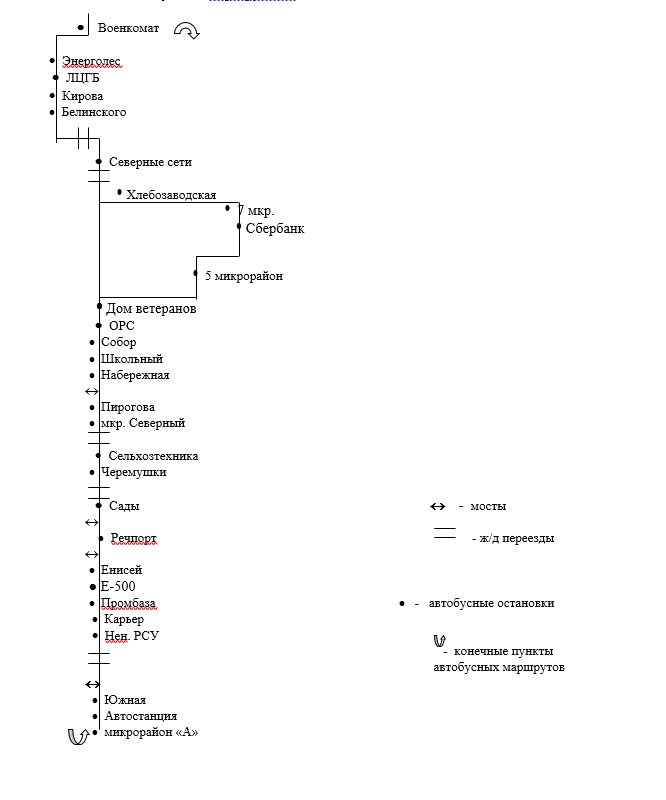 Военкомат
Энерголес
ЛЦГБ
Кирова
Белинского
Северные сети
Хлебозаводская
7 мкр.
Сбербанк
5 микрорайон
Дом ветеранов
ОРС
Собор
Школьный
Набережная
Пирогова
мкр. Северный
Сельхозтехника
Черемушки
Сады
- мосты
Речпорт
- ж/д переезды
Енисей
Е-500
Промбаза
- автобусные остановки
Карьер
Нен. РСУ
- конечные пункты
автобусных маршрутов
Южная
Автостанция
микрорайон «А»